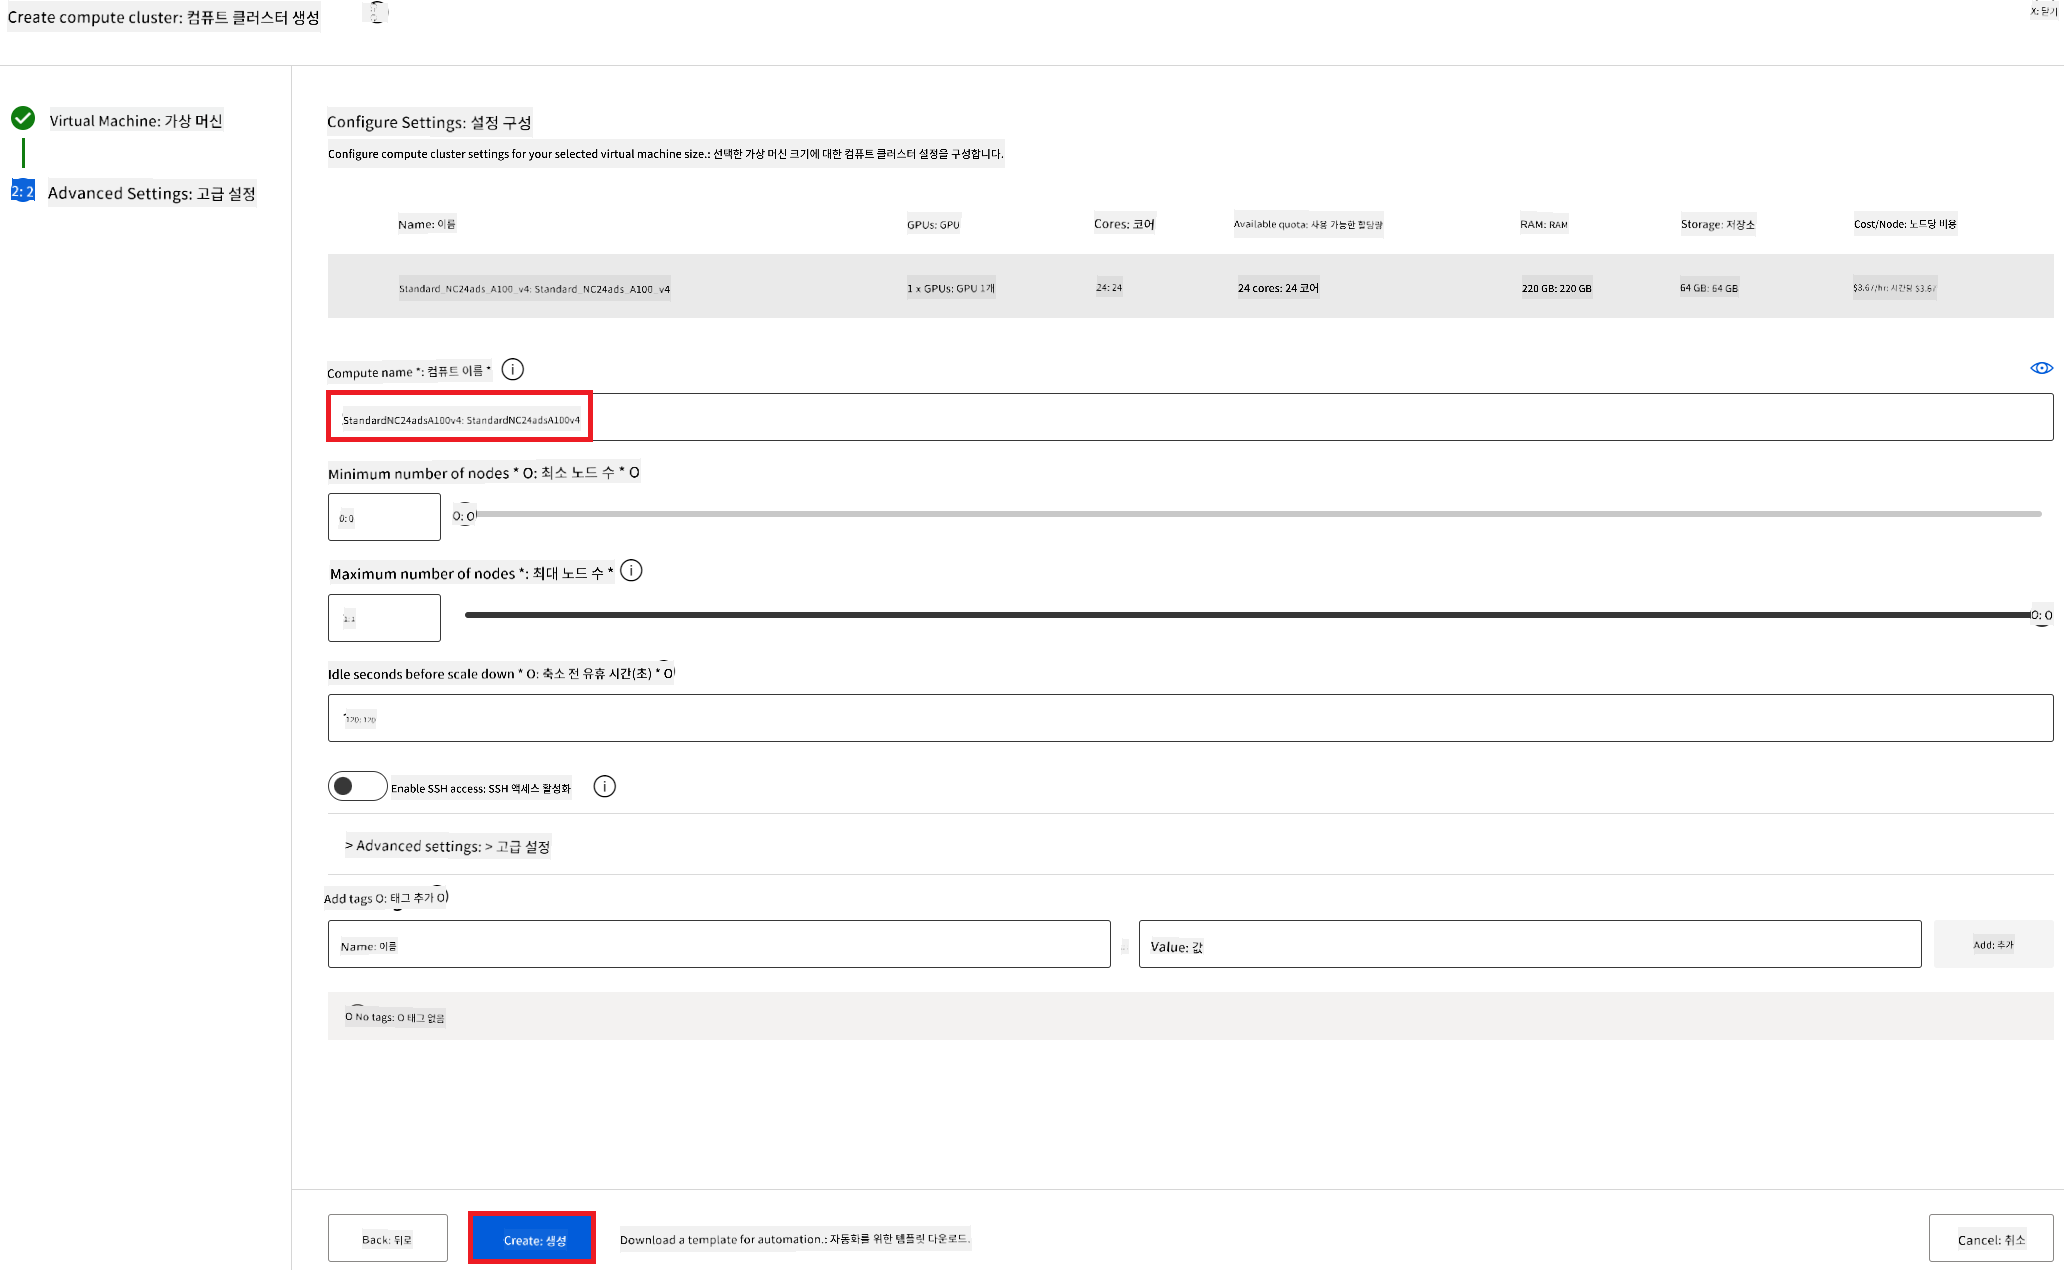 Create compute cluster: 컴퓨트 클러스터 생성
X: 닫기
Virtual Machine: 가상 머신
2: 2
Advanced Settings: 고급 설정
Configure Settings: 설정 구성
Configure compute cluster settings for your selected virtual machine size.: 선택한 가상 머신 크기에 대한 컴퓨트 클러스터 설정을 구성합니다.
Name: 이름 GPUs: GPU Cores: 코어 Available quota: 사용 가능한 할당량 RAM: RAM Storage: 저장소 Cost/Node: 노드당 비용
Standard_NC24ads_A100_v4: Standard_NC24ads_A100_v4 1 x GPUs: GPU 1개 24: 24 24 cores: 24 코어 220 GB: 220 GB 64 GB: 64 GB $3.67/hr: 시간당 $3.67
Compute name *: 컴퓨트 이름 *
StandardNC24adsA100v4: StandardNC24adsA100v4
Minimum number of nodes * O: 최소 노드 수 * O
0: 0
O: O
Maximum number of nodes *: 최대 노드 수 *
1: 1
O: O
Idle seconds before scale down * O: 축소 전 유휴 시간(초) * O
120: 120
Enable SSH access: SSH 액세스 활성화
> Advanced settings: > 고급 설정
Add tags O: 태그 추가 O
Name: 이름
Value: 값
Add: 추가
O No tags: O 태그 없음
Back: 뒤로
Create: 생성
Download a template for automation.: 자동화를 위한 템플릿 다운로드.
Cancel: 취소